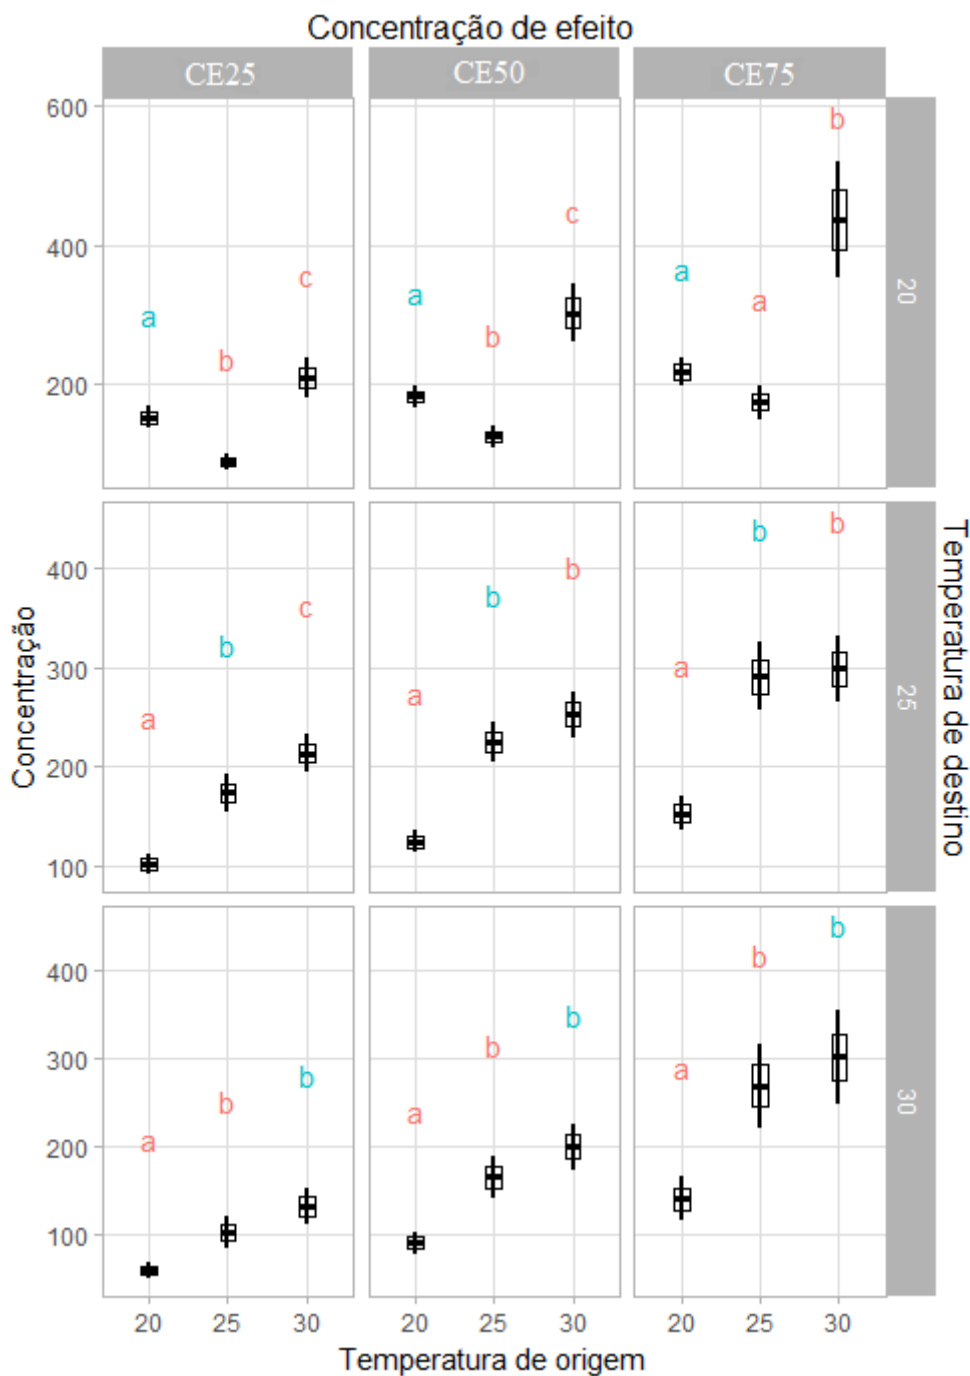 Concentração de efeito
CE25 CE50 CE75
600
400
200
a b c
a b c
a a b
20
400
300
200
100
a b c
a b b
a b b
25
400
300
200
100
a b b
a b b
a b b
30
Concentração
Temperatura de destino
20 25 30 20 25 30 20 25 30
Temperatura de origem